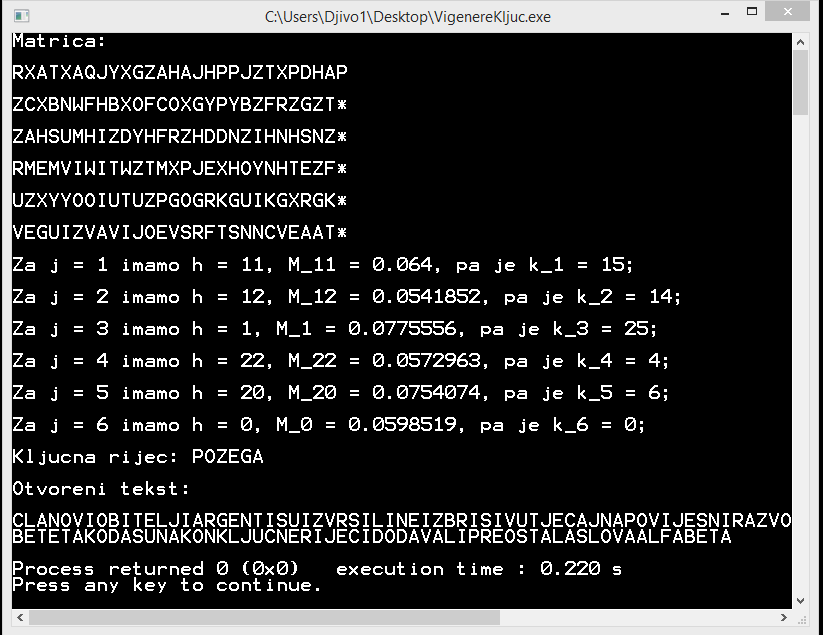 C:\Users\Djivo1\Desktop\VigenereKljuc.exe
Matrica:
RXATXAQJYXGZAHAJHPPJZTXPDHAP
ZCXBNWFHBXOFCOXGYPYBZFRZGZT*
ZAHSUMHIZDYHFRZHDDNZIHNHSNZ*
RMEMVIWITWZTMXPJEXHOYNHTEZF*
UZXYYOOIUTUZPGOGRKGUIKGXRGK*
VEGUIZVAVIJOEVSRFTSNNCVEAAT*
Za j = 1 imamo h = 11, M_11 = 0.064, pa je k_1 = 15;
Za j = 2 imamo h = 12, M_12 = 0.0541852, pa je k_2 = 14;
Za j = 3 imamo h = 1, M_1 = 0.0775556, pa je k_3 = 25;
Za j = 4 imamo h = 22, M_22 = 0.0572963, pa je k_4 = 4;
Za j = 5 imamo h = 20, M_20 = 0.0754074, pa je k_5 = 6;
Za j = 6 imamo h = 0, M_0 = 0.0598519, pa je k_6 = 0;
Kljucna rijec: POZEGA
Otvoreni tekst:
CLANOVIOBITELJIARGENTISUIZVRSILINEIZBRISIVUTJECAJNAPOVIJESNIRAZVO
BETETAKODASUNAKONKLJUCNERIJECIDODAVALIPREOSTALASLOVAALFABETA
Process returned 0 (0x0)   execution time : 0.220 s
Press any key to continue.